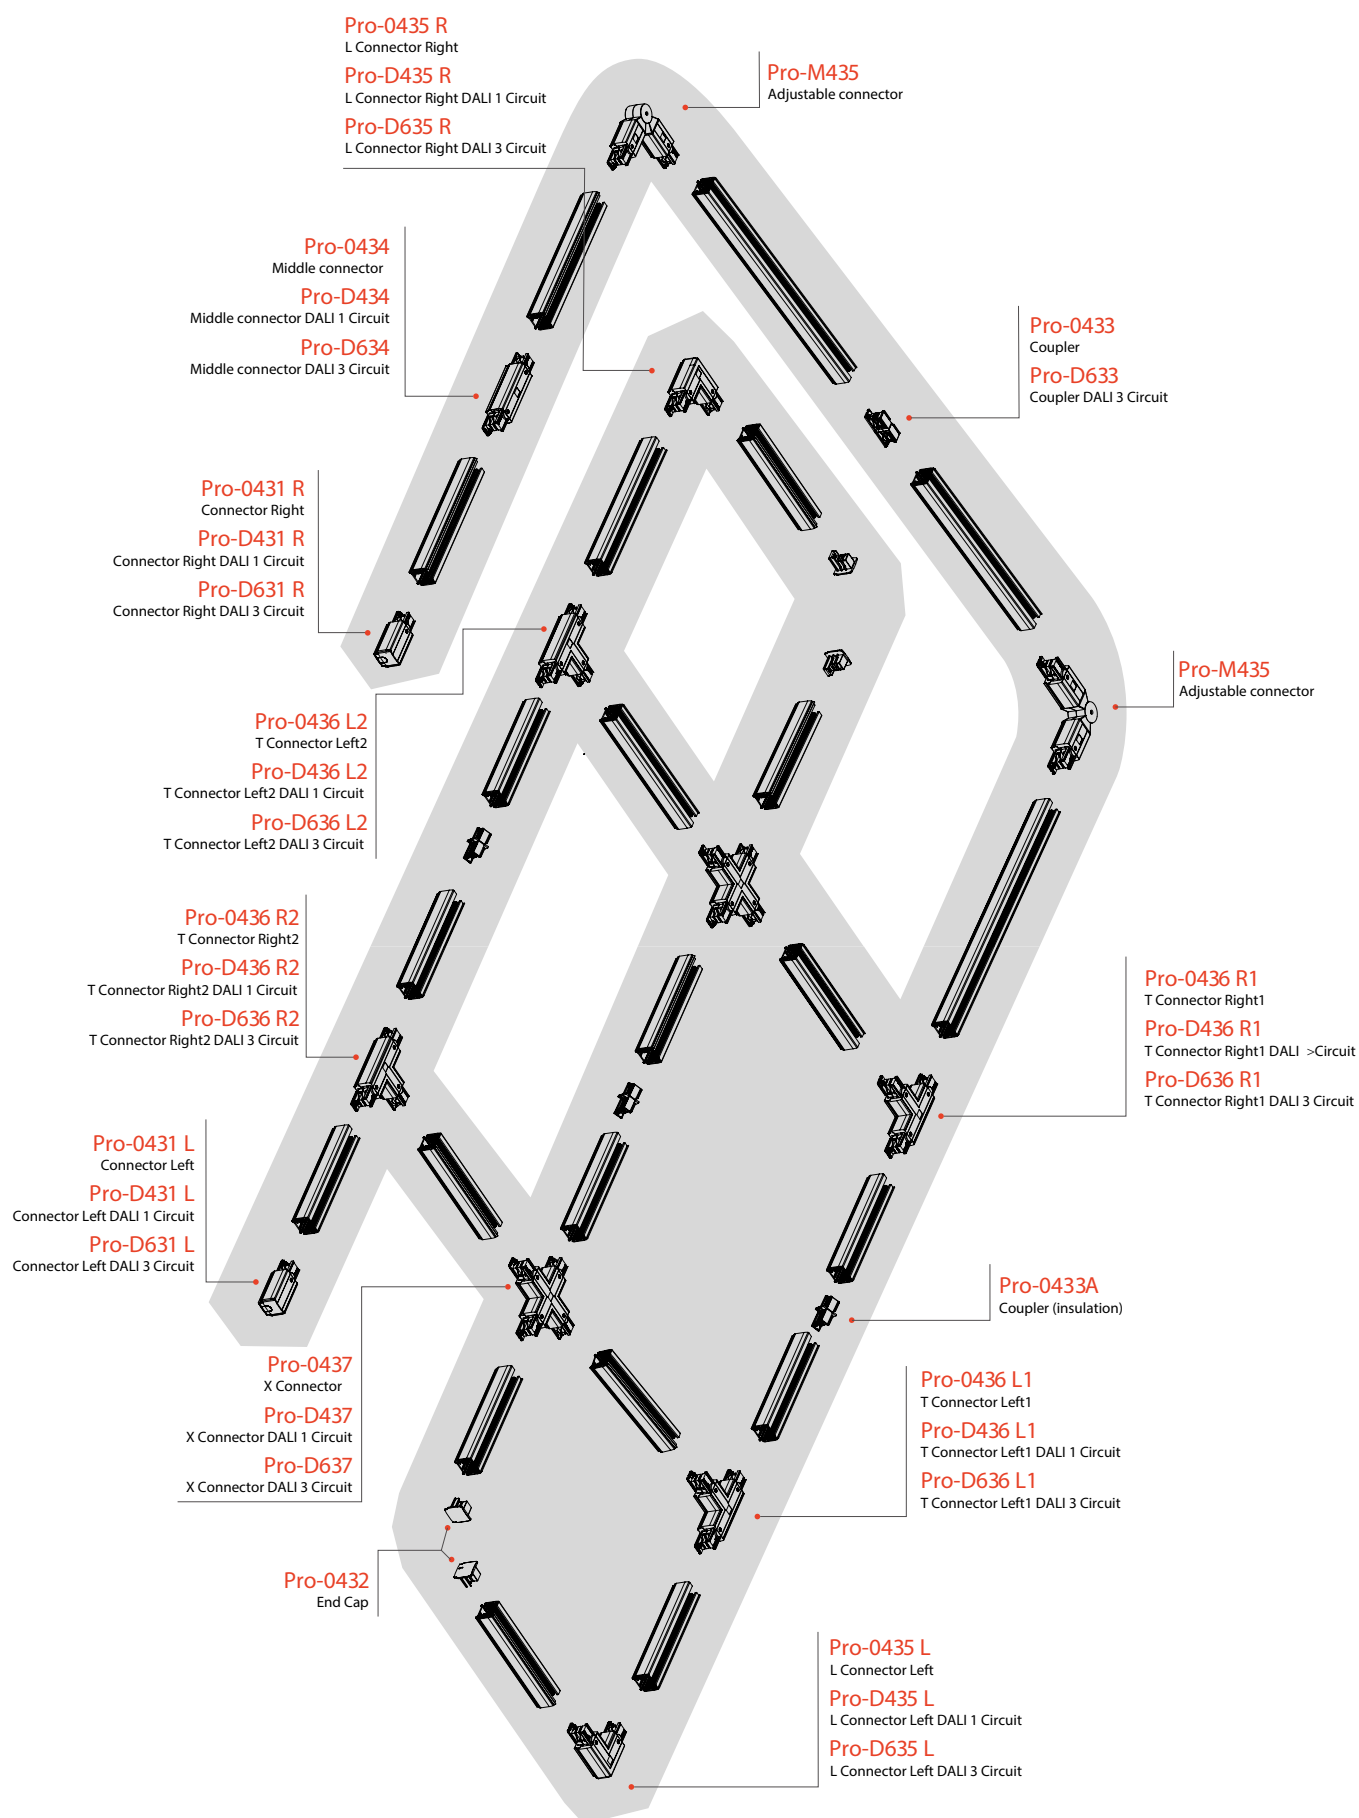 Pro-0435 R
L Connector Right
Pro-D435 R
L Connector Right DALI 1 Circuit
Pro-D635 R
L Connector Right DALI 3 Circuit
Pro-M435
Adjustable connector
Pro-0434
Middle connector
Pro-D434
Middle connector DALI 1 Circuit
Pro-D634
Middle connector DALI 3 Circuit
Pro-0433
Coupler
Pro-D633
Coupler DALI 3 Circuit
Pro-0431 R
Connector Right
Pro-D431 R
Connector Right DALI 1 Circuit
Pro-D631 R
Connector Right DALI 3 Circuit
Pro-M435
Adjustable connector
Pro-0436 L2
T Connector Left2
Pro-D436 L2
T Connector Left2 DALI 1 Circuit
Pro-D636 L2
T Connector Left2 DALI 3 Circuit
Pro-0436 R2
T Connector Right2
Pro-D436 R2
T Connector Right2 DALI 1 Circuit
Pro-D636 R2
T Connector Right2 DALI 3 Circuit
Pro-0436 R1
T Connector Right1
Pro-D436 R1
T Connector Right1 DALI >Circuit
Pro-D636 R1
T Connector Right1 DALI 3 Circuit
Pro-0431 L
Connector Left
Pro-D431 L
Connector Left DALI 1 Circuit
Pro-D631 L
Connector Left DALI 3 Circuit
Pro-0433A
Coupler (insulation)
Pro-0437
X Connector
Pro-D437
X Connector DALI 1 Circuit
Pro-D637
X Connector DALI 3 Circuit
Pro-0436 L1
T Connector Left1
Pro-D436 L1
T Connector Left1 DALI 1 Circuit
Pro-D636 L1
T Connector Left1 DALI 3 Circuit
Pro-0432
End Cap
Pro-0435 L
L Connector Left
Pro-D435 L
L Connector Left DALI 1 Circuit
Pro-D635 L
L Connector Left DALI 3 Circuit